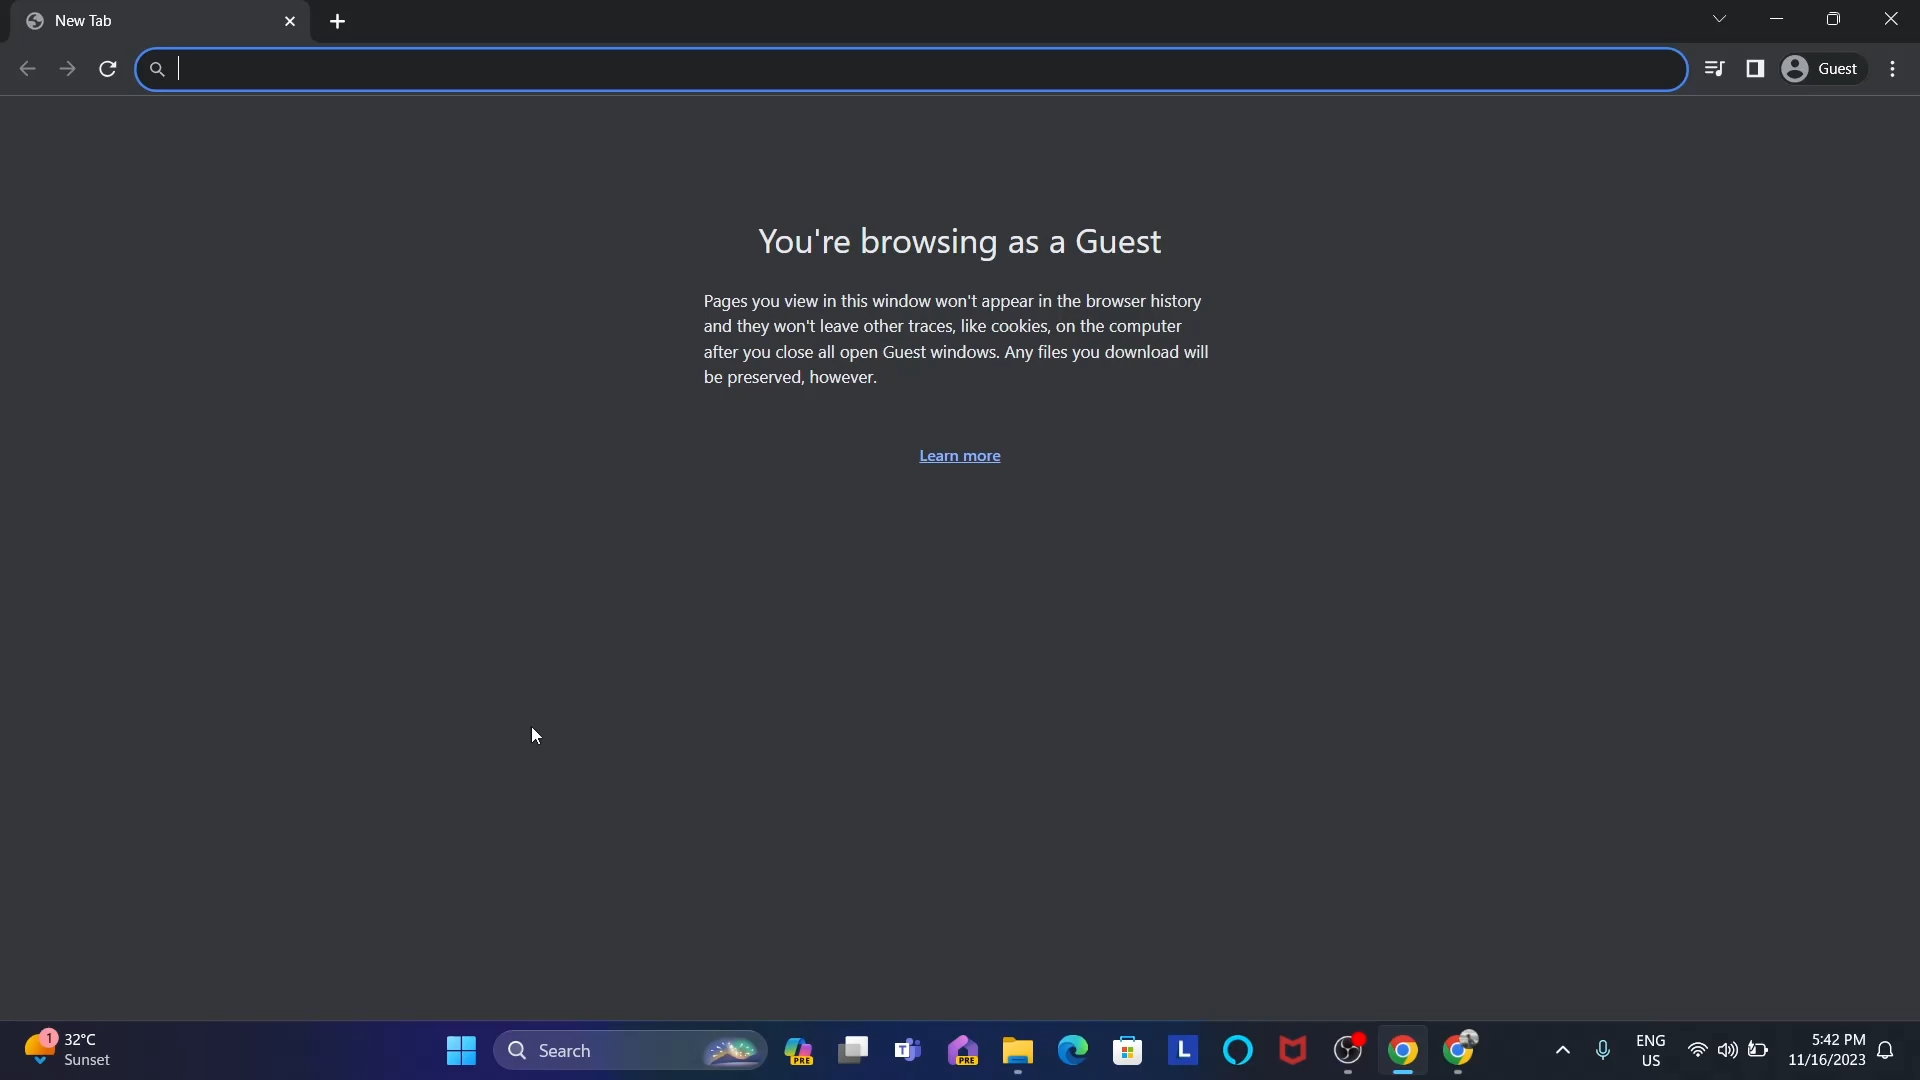 New Tab
Guest
You're browsing as a Guest
Pages you view in this window won't appear in the browser history
and they won't leave other traces, like cookies, on the computer
after you close all open Guest windows. Any files you download will
be preserved, however.
Learn more
1
32°C
Sunset
Search
PRE
T
PRE
L
ENG
US
5:42 PM
11/16/2023